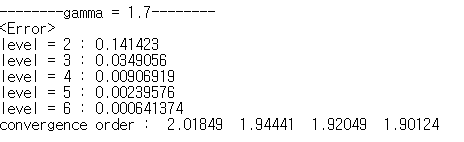 --------gamma = 1.7--------
<Error>
level = 2 : 0.141423
level = 3 : 0.0349056
level = 4 : 0.00906919
level = 5 : 0.00239576
level = 6 : 0.000641374
convergence order :  2.01849  1.94441  1.92049  1.90124